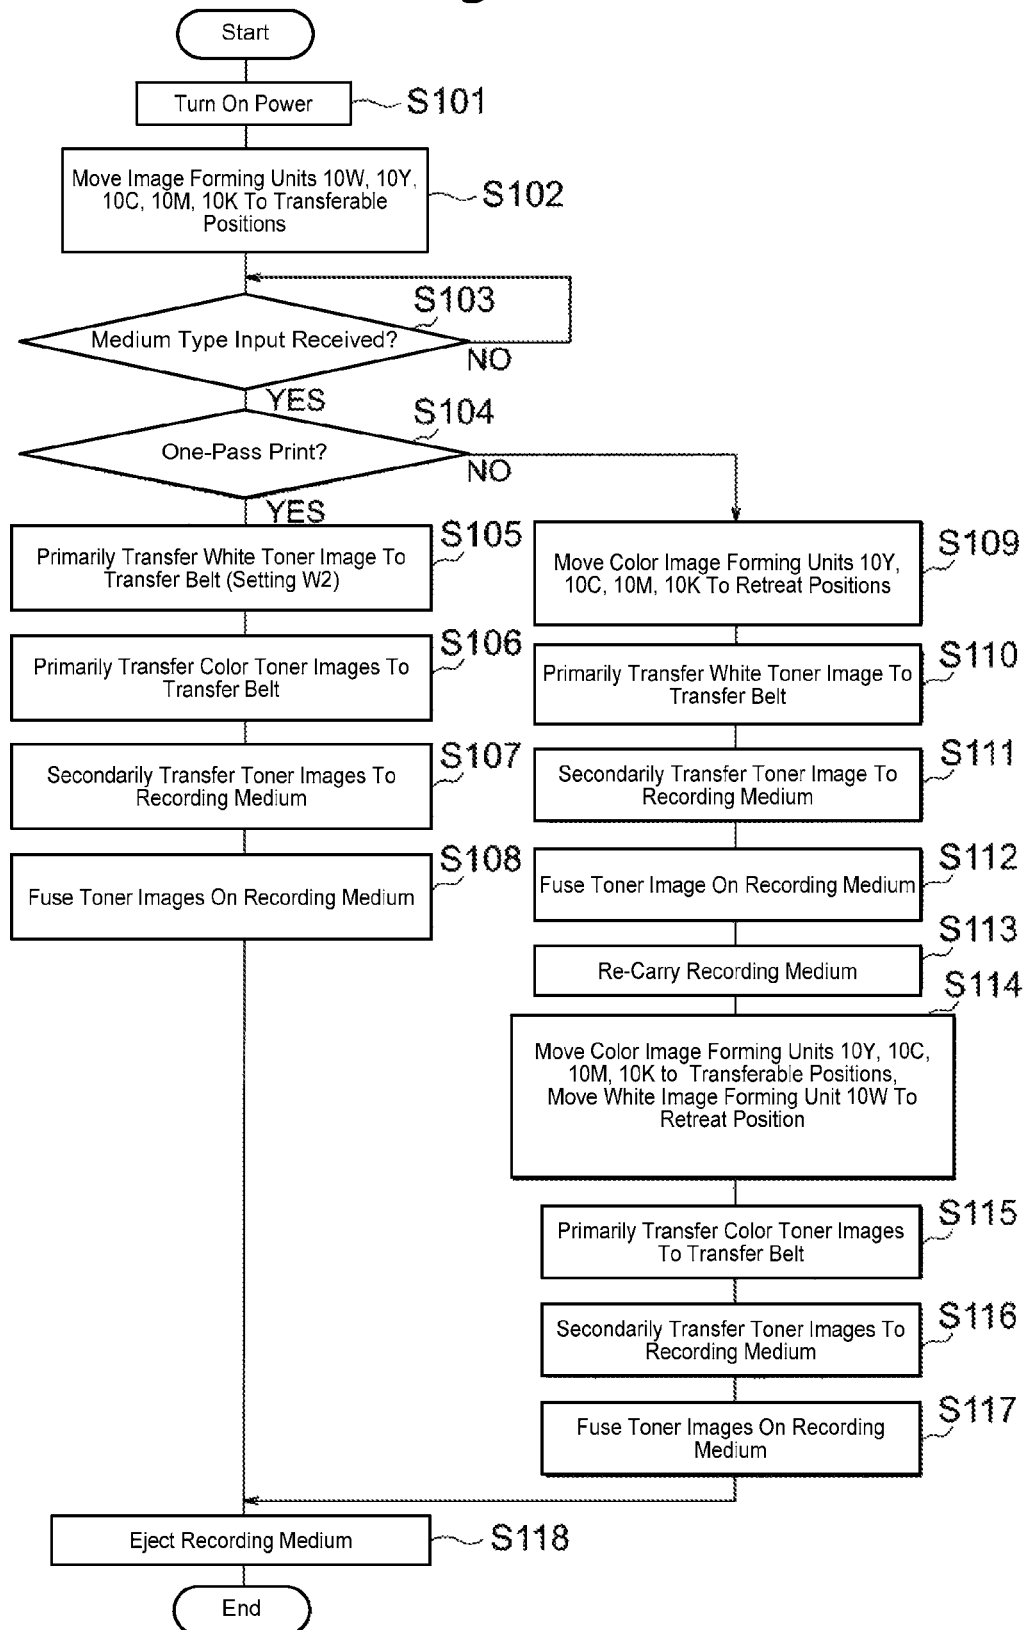 Start
Turn On Power
S101
Move Image Forming Units 10W, 10Y,
10C, 10M, 10K To Transferable
Positions
S102
S103
Medium Type Input Received?
NO
YES
S104
One-Pass Print?
NO
YES
S105
Primarily Transfer White Toner Image To
Transfer Belt (Setting W2)
S106
Primarily Transfer Color Toner Images To
Transfer Belt
S107
Secondarily Transfer Toner Images To
Recording Medium
S108
Fuse Toner Images On Recording Medium
S109
Move Color Image Forming Units 10Y,
10C, 10M, 10K To Retreat Positions
S110
Primarily Transfer White Toner Image To
Transfer Belt
S111
Secondarily Transfer Toner Image To
Recording Medium
S112
Fuse Toner Image On Recording Medium
S113
Re-Carry Recording Medium
S114
Move Color Image Forming Units 10Y, 10C,
10M, 10K to Transferable Positions,
Move White Image Forming Unit 10W To
Retreat Position
S115
Primarily Transfer Color Toner Images
To Transfer Belt
S116
Secondarily Transfer Toner Images To
Recording Medium
S117
Fuse Toner Images On Recording
Medium
Eject Recording Medium
S118
End